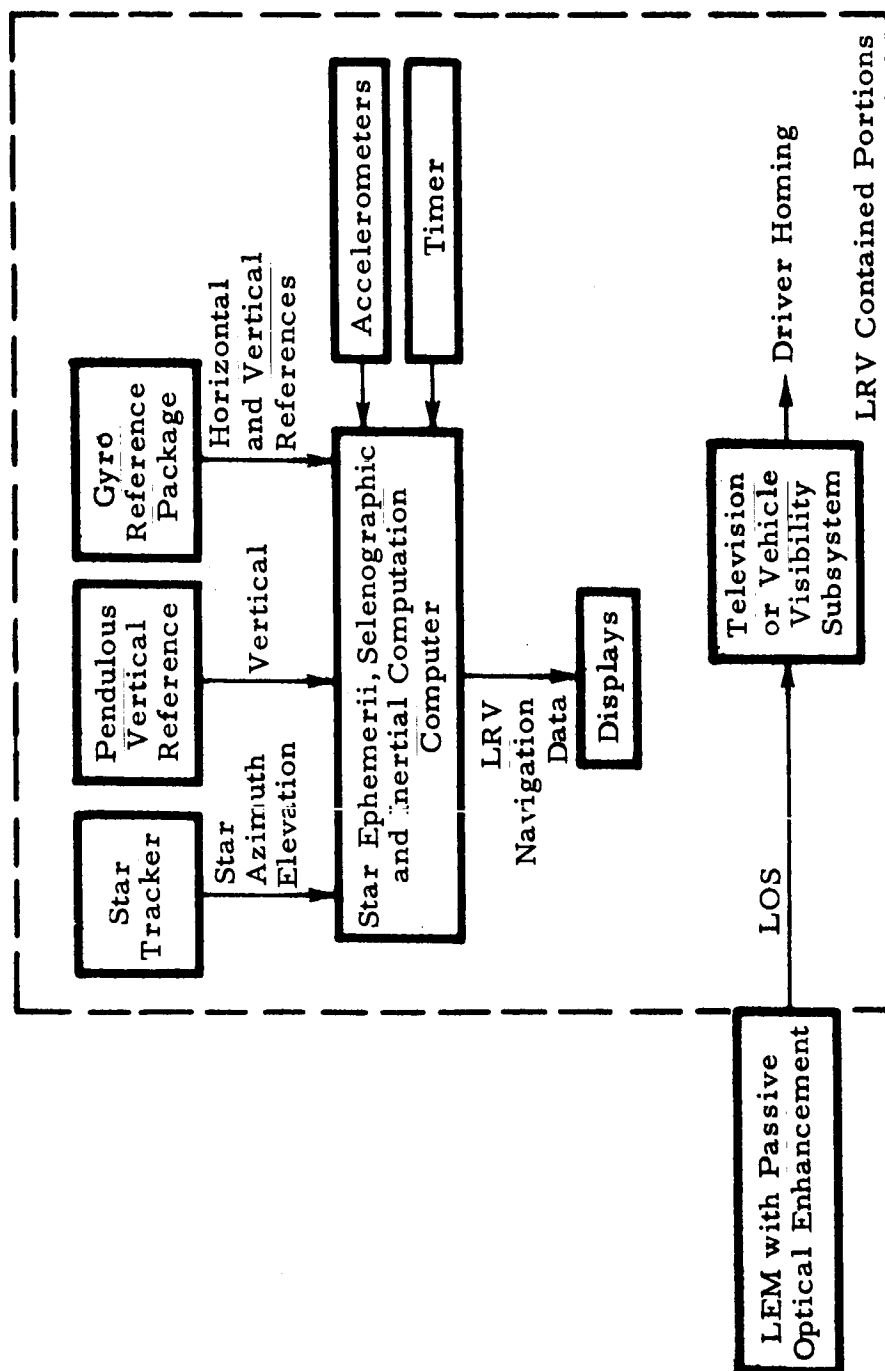 Star
Tracker
Pendulous
Vertical
Reference
Gyro
Reference
Package
Star
Azimuth
Elevation
Vertical
Horizontal
and Vertical
References
Star Ephemerii, Selenographic
and Inertial Computation
Computer
Accelerometers
Timer
LRV
Navigation
Data
Displays
LEM with Passive
Optical Enhancement
LOS
Television
or Vehicle
Visibility
Subsystem
Driver Homing
LRV Contained Portions